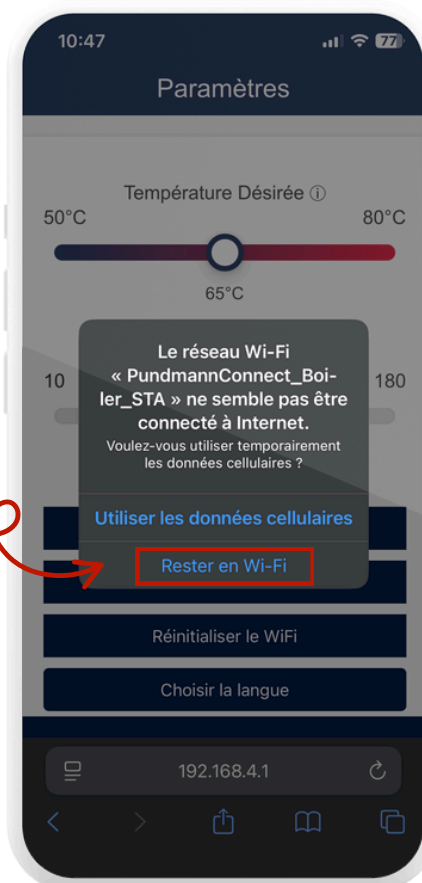 10:47
77
Paramètres
Température Désirée
50°C
80°C
65°C
10
180
Le réseau Wi-Fi
« PundmannConnect_Boi-
ler_STA » ne semble pas être
connecté à Internet.
Voulez-vous utiliser temporairement
les données cellulaires ?
Utiliser les données cellulaires
Rester en Wi-Fi
Réinitialiser le WiFi
Choisir la langue
192.168.4.1